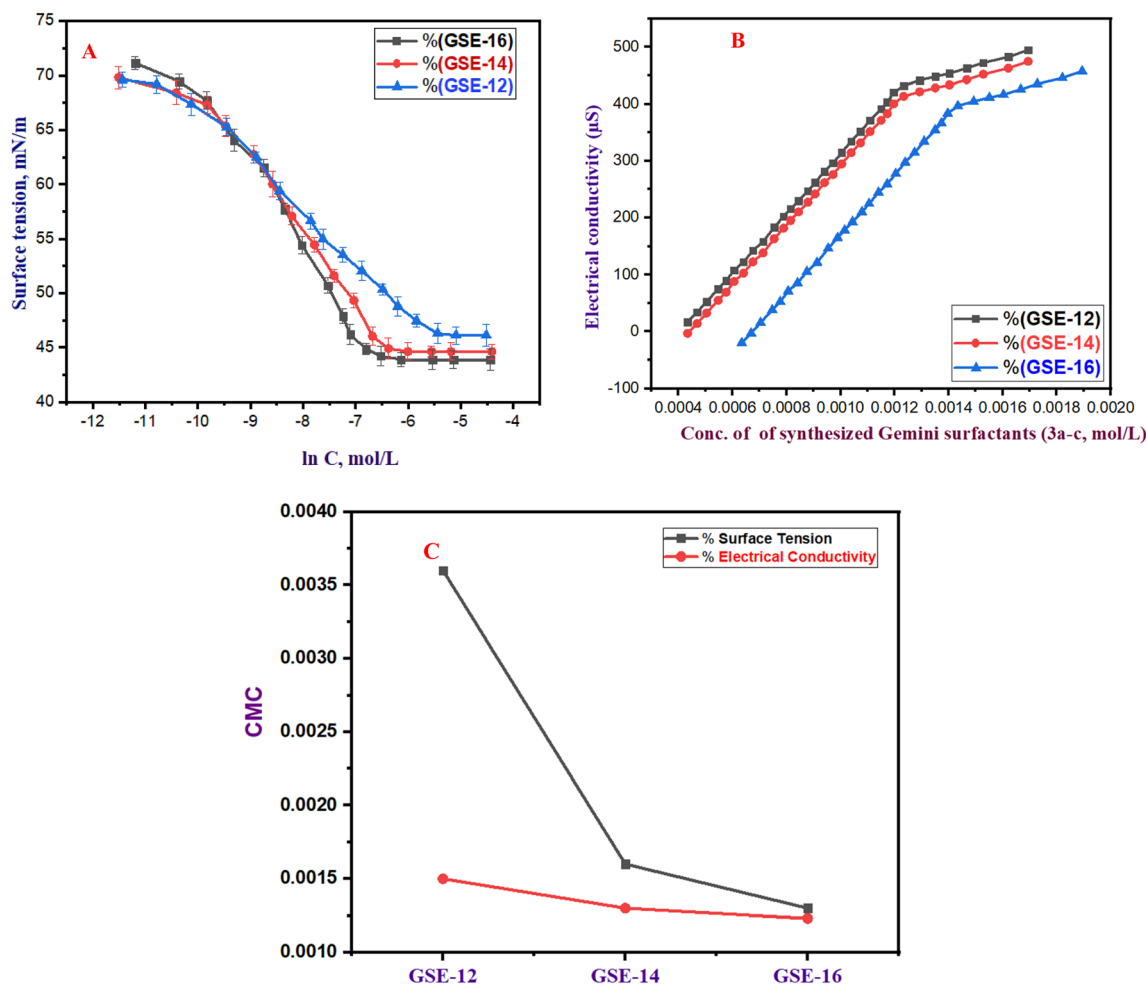 A
%(GSE-16)
%(GSE-14)
%(GSE-12)
75
70
65
60
55
50
45
40
Surface tension, mN/m
-12 -11 -10 -9 -8 -7 -6 -5 -4
ln C, mol/L
B
500
400
300
200
100
0
-100
Electrical conductivity (µS)
%(GSE-12)
%(GSE-14)
%(GSE-16)
0.0004 0.0006 0.0008 0.0010 0.0012 0.0014 0.0016 0.0018 0.0020
Conc. of of synthesized Gemini surfactants (3a-c, mol/L)
C
% Surface Tension
% Electrical Conductivity
0.0040
0.0035
0.0030
0.0025
0.0020
0.0015
0.0010
CMC
GSE-12 GSE-14 GSE-16